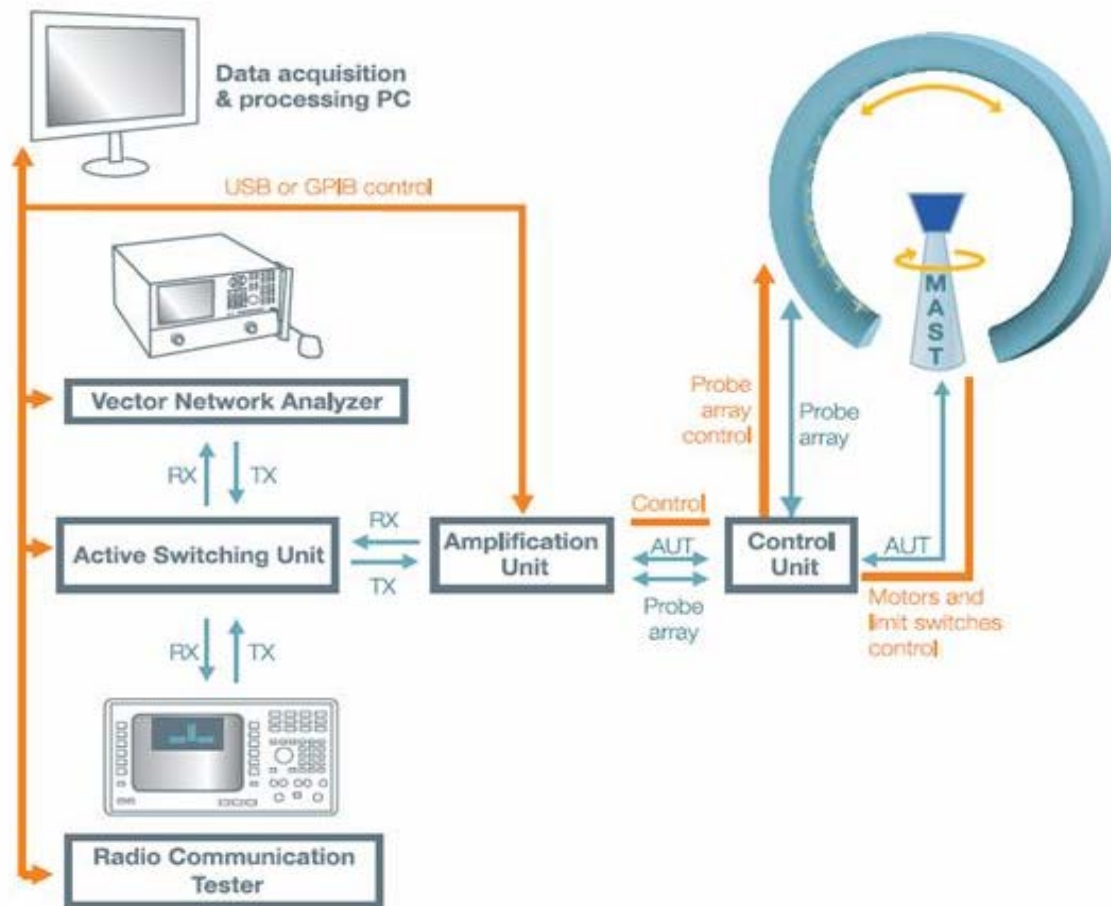 Data acquisition
& processing PC
USB or GPIB control
Vector Network Analyzer
RX
TX
Active Switching Unit
RX
TX
Amplification
Unit
Control
AUT
Probe
array
Control
Unit
Probe
array
control
Probe
array
MAST
AUT
Motors and
limit switches
control
RX
TX
Radio Communication
Tester